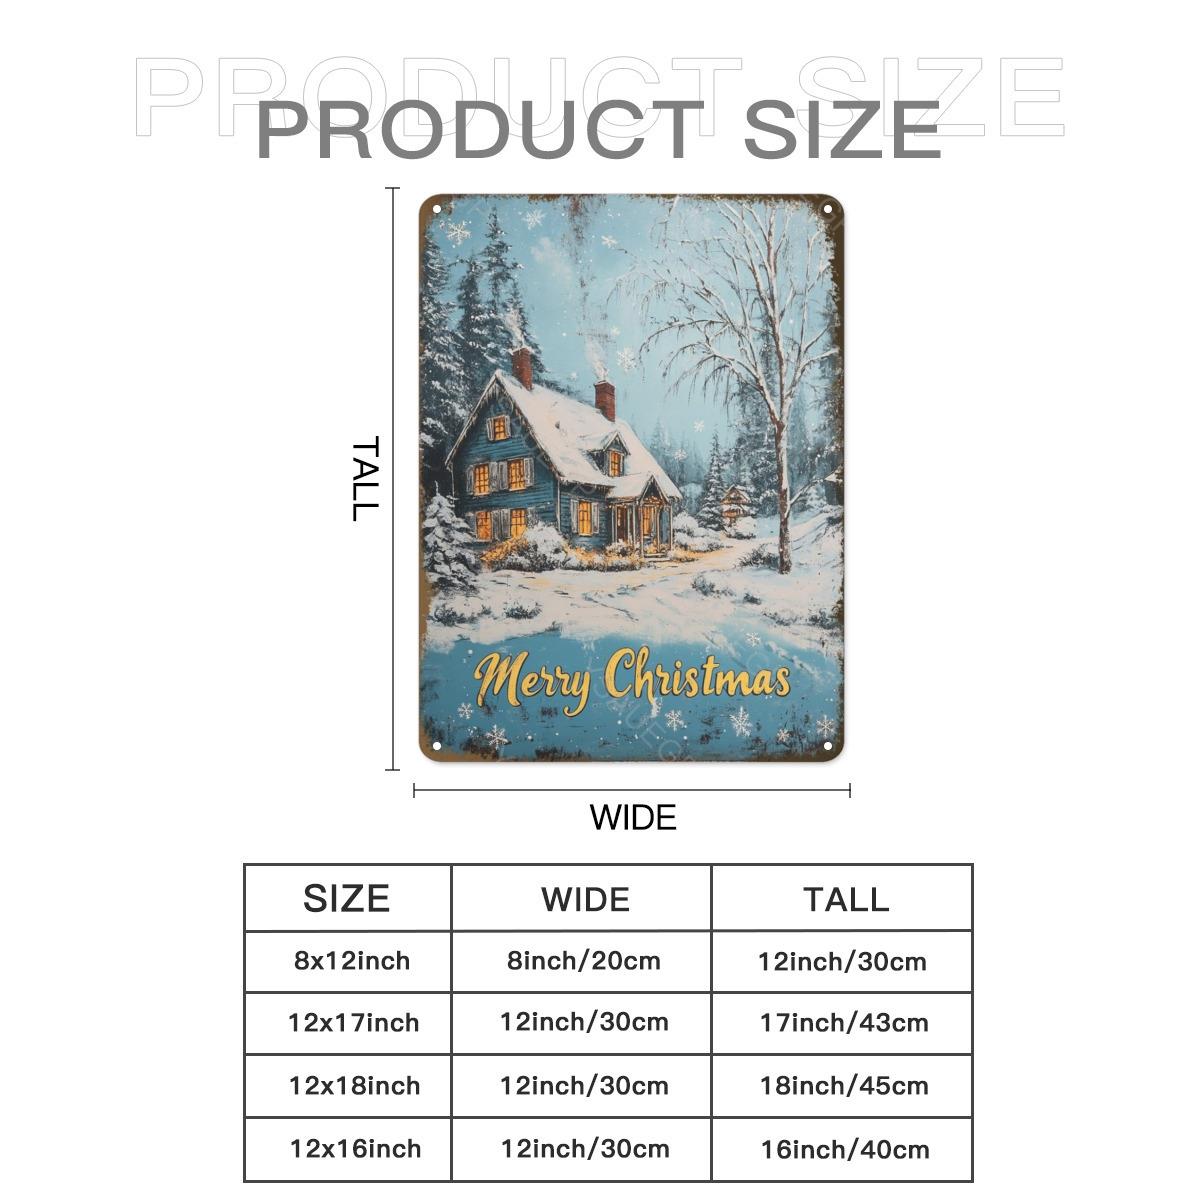 PRODUCT SIZE
PRODUCT SIZE
TALL
Merry Christmas
WIDE
SIZE WIDE TALL
8x12inch 8inch/20cm 12inch/30cm
12x17inch 12inch/30cm 17inch/43cm
12x18inch 12inch/30cm 18inch/45cm
12x16inch 12inch/30cm 16inch/40cm